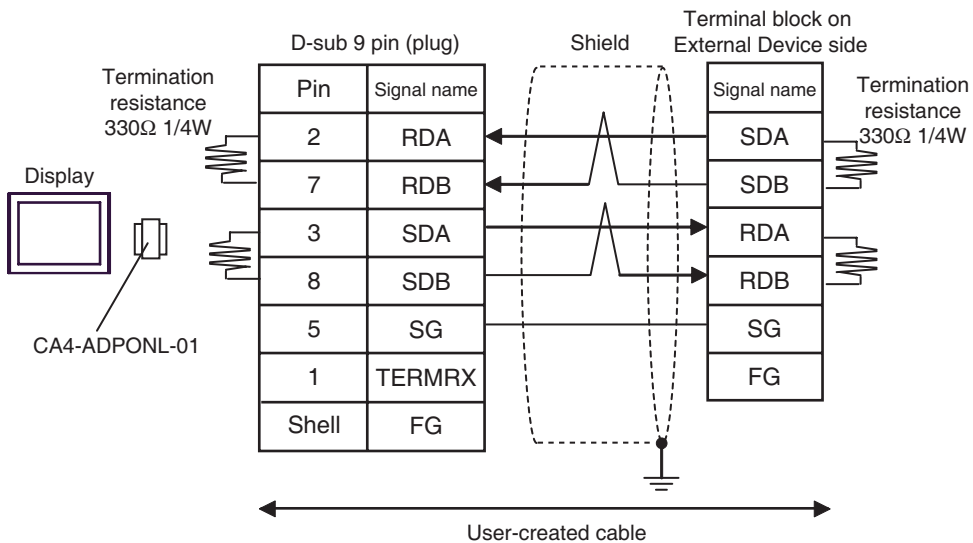 Terminal block on
External Device side
D-sub 9 pin (plug)
Shield
Termination
resistance
330Ω 1/4W
Pin Signal name
Signal name
Termination
resistance
330Ω 1/4W
2 RDA
SDA
7 RDB
SDB
Display
3 SDA
RDA
8 SDB
RDB
5 SG
SG
CA4-ADPONL-01
1 TERMRX
FG
Shell FG
User-created cable